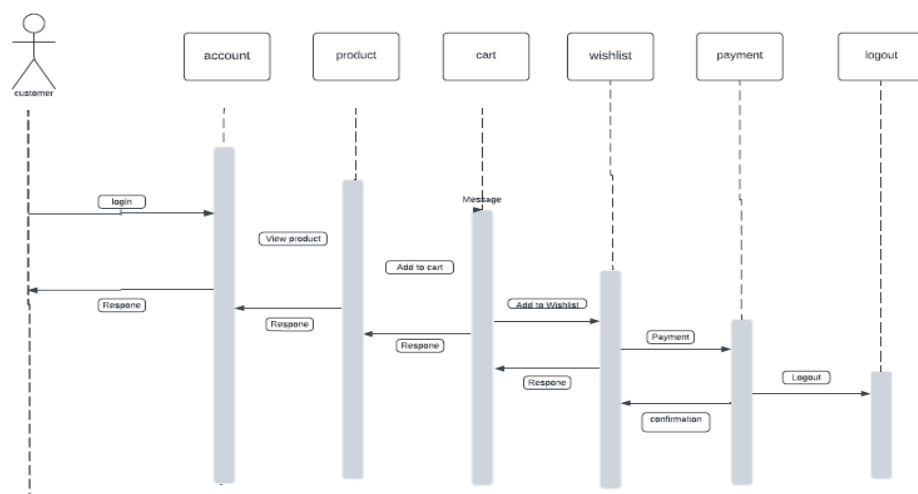 customer
account
product
cart
wishlist
payment
logout
login
Message
View product
Add to cart
Respone
Add to Wishlist
Respone
Payment
Respone
Respone
Logout
confirmation